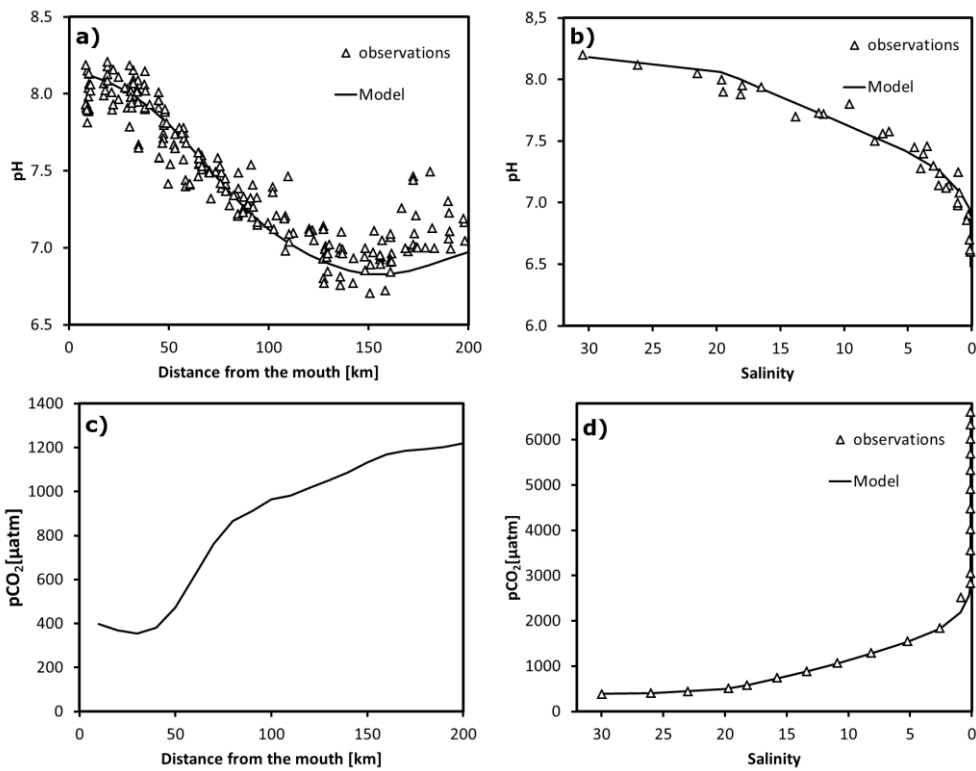 a)
8.5
8.0
7.5
7.0
6.5
pH
△ observations
Model
0 50 100 150 200
Distance from the mouth [km]
b)
8,5
8.0
7.5
7.0
6.5
6.0
pH
△ observations
Model
30 25 20 15 10 5 0
Salinity
c)
1400
1200
1000
800
600
400
200
0
pCO₂[µatm]
0 50 100 150 200
Distance from the mouth [km]
d)
6000
5000
4000
3000
2000
1000
0
pCO₂[µatm]
△ observations
Model
30 25 20 15 10 5 0
Salinity